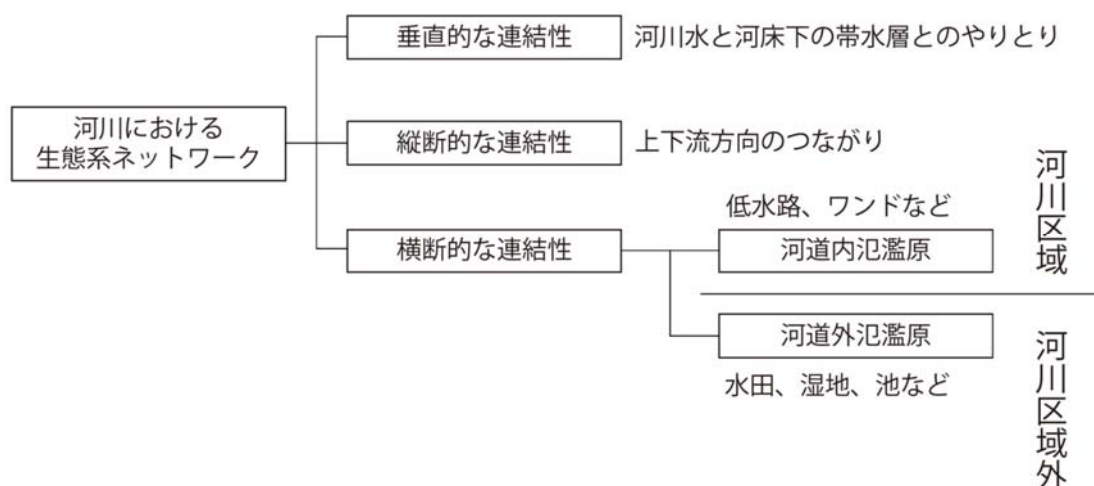 河川における
生態系ネットワーク
垂直的な連結性
河川水と河床下の帯水層とのやりとり
縦断的な連結性
上下流方向のつながり
横断的な連結性
低水路、ワンドなど
河道内氾濫原
河川区域
河道外氾濫原
水田、湿地、池など
河川区域外